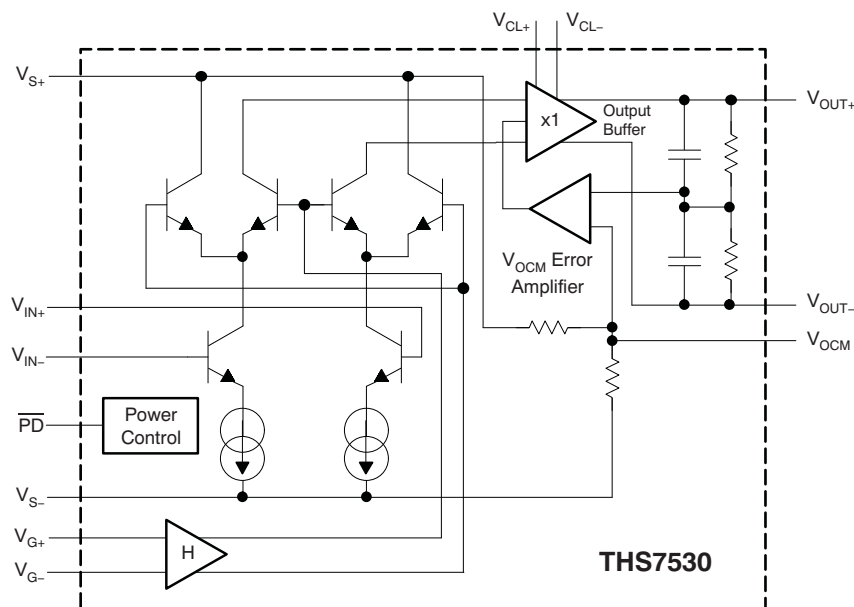 V_CL+ V_CL−
V_S+
x1
Output
Buffer
V_OUT+
V_OCM Error
Amplifier
V_IN+
V_OUT−
V_OCM
V_IN−
P̅D̅
Power
Control
V_S−
V_G+
H
V_G−
THS7530